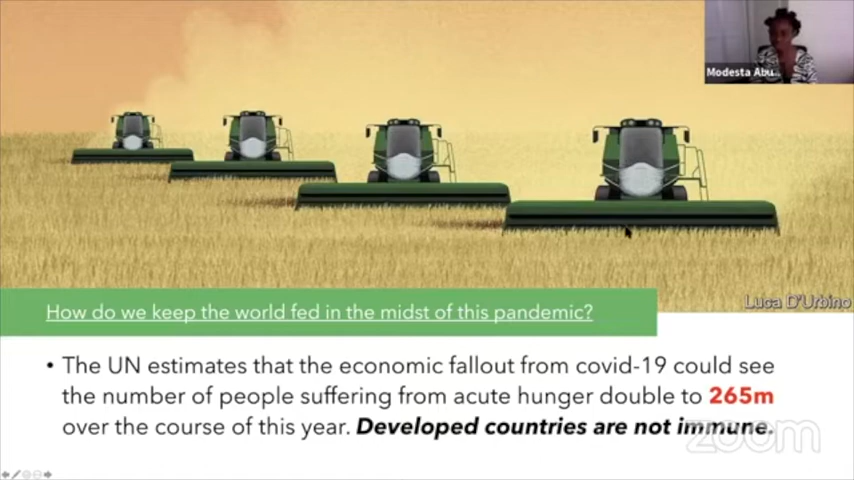 Modesta Abu
Luca D'Urbino
How do we keep the world fed in the midst of this pandemic?
• The UN estimates that the economic fallout from covid-19 could see
the number of people suffering from acute hunger double to 265m
over the course of this year. Developed countries are not immune.
zoom